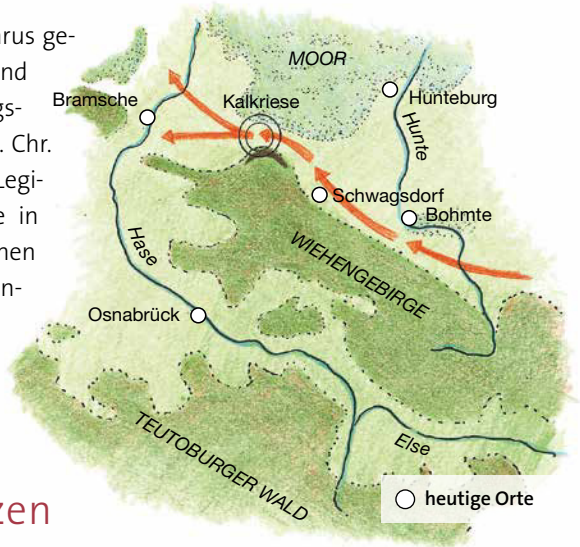 rus ge-
nd
gs-
. Chr.
Legi-
e in
nen
n-
zen
MOOR
Bramsche
Kalkriese
Hunteburg
Hunte
Schwagsdorf
Bohmte
Hase
WIEHENGEBIRGE
Osnabrück
TEUTOBURGER WALD
Else
heutige Orte